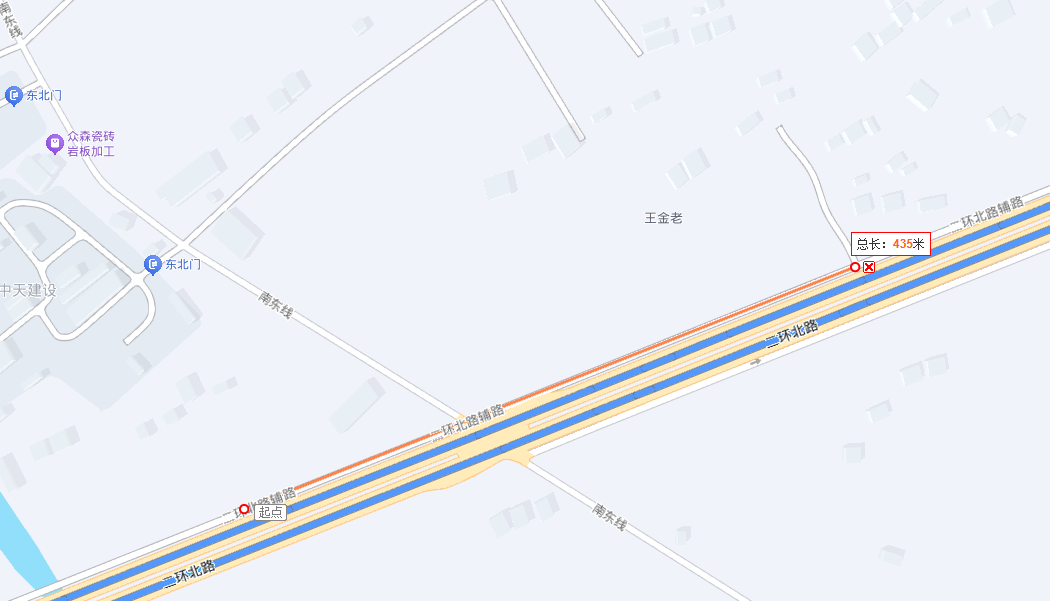 南东线
东北门
众森瓷砖
岩板加工
王金老
二环北路辅路
总长：435米
东北门
中天建设
南东线
二环北路
二环北路辅路
二环北路辅路
起点
南东线
二环北路